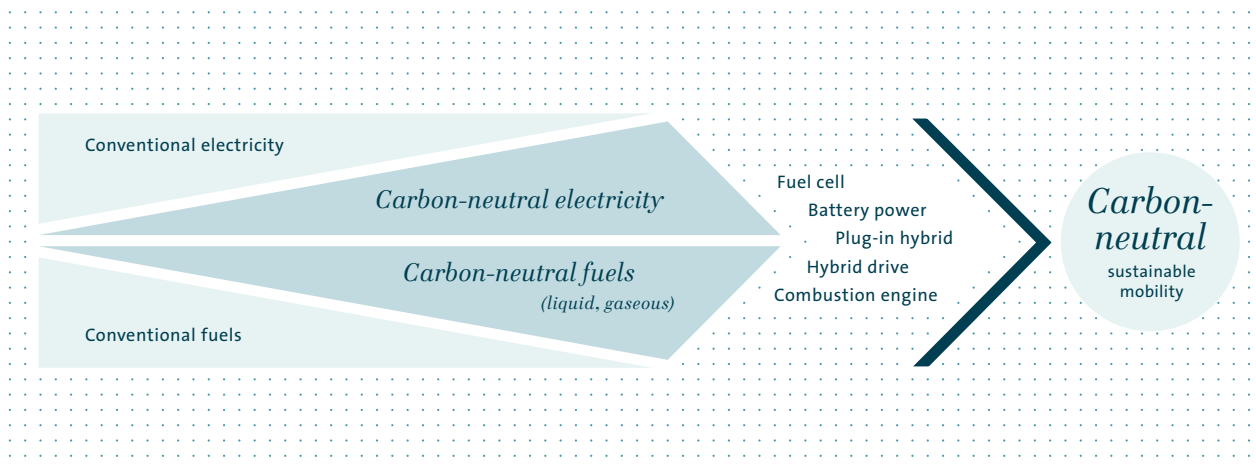 Conventional electricity
Carbon-neutral electricity
Carbon-neutral fuels
(liquid, gaseous)
Conventional fuels
Fuel cell
Battery power
Plug-in hybrid
Hybrid drive
Combustion engine
Carbon-
neutral
sustainable
mobility